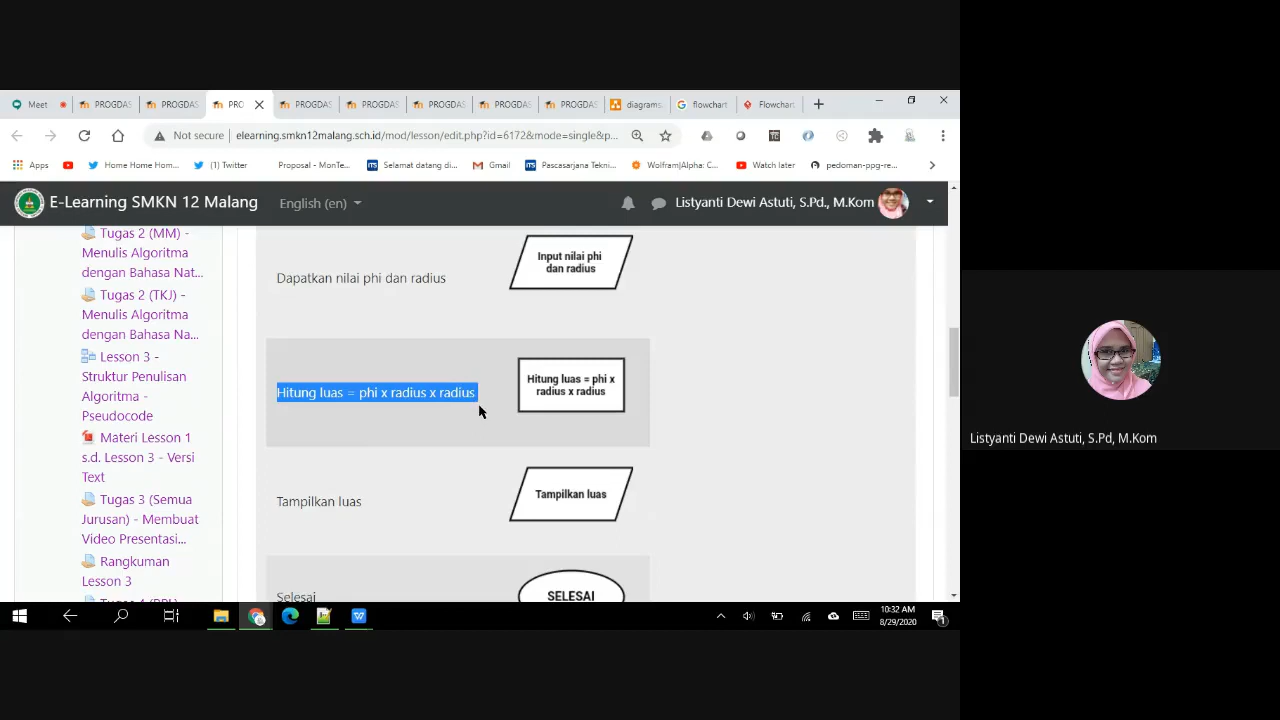 Meet
PROGDAS
PROGDAS
PRO
PROGDAS
PROGDAS
PROGDAS
PROGDAS
PROGDAS
diagrams.
flowchart
Flowchart
Not secure
elearning.smkn12malang.sch.id/mod/lesson/edit.php?id=6172&mode=single&p...
Apps
Home Home Hom...
(1) Twitter
Proposal - MonTe...
Selamat datang di...
Gmail
Pascasarjana Tekni...
Wolfram|Alpha: C...
Watch later
pedoman-ppg-re...
E-Learning SMKN 12 Malang
English (en)
Listyanti Dewi Astuti, S.Pd., M.Kom
Tugas 2 (MM) -
Menulis Algoritma
dengan Bahasa Nat...
Tugas 2 (TKJ) -
Menulis Algoritma
dengan Bahasa Na...
Lesson 3 -
Struktur Penulisan
Algoritma -
Pseudocode
Materi Lesson 1
s.d. Lesson 3 - Versi
Text
Tugas 3 (Semua
Jurusan) - Membuat
Video Presentasi...
Rangkuman
Lesson 3
Tugas 4 (RPL)
Dapatkan nilai phi dan radius
Input nilai phi
dan radius
Hitung luas = phi x radius x radius
Hitung luas = phi x
radius x radius
Tampilkan luas
Tampilkan luas
Selesai
SELESAI
Listyanti Dewi Astuti, S.Pd, M.Kom
10:32 AM
8/29/2020